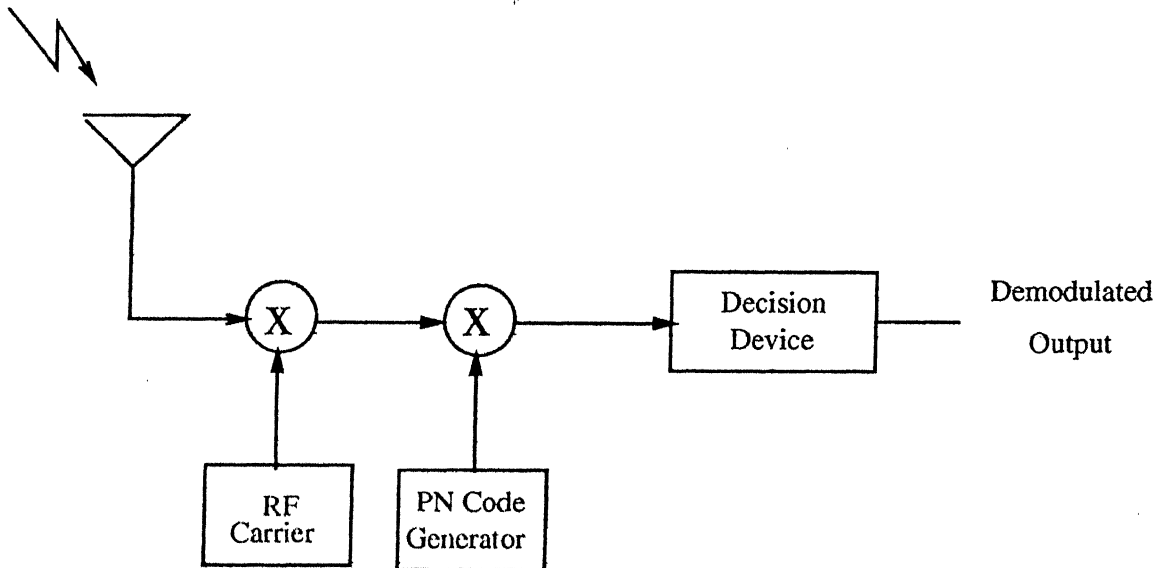 X
X
Decision
Device
Demodulated
Output
RF
Carrier
PN Code
Generator